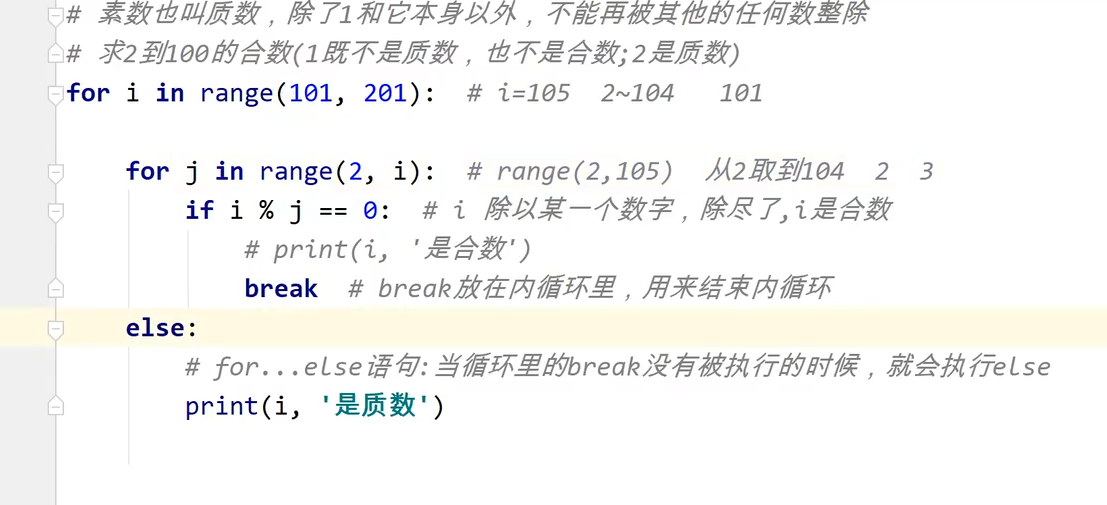 # 素数也叫质数，除了1和它本身以外，不能再被其他的任何数整除
# 求2到100的合数(1既不是质数，也不是合数;2是质数)
for i in range(101, 201):  # i=105  2~104   101
for j in range(2, i):  # range(2,105)  从2取到104  2  3
if i % j == 0:  # i 除以某一个数字，除尽了,i是合数
# print(i, '是合数')
break  # break放在内循环里，用来结束内循环
else:
# for...else语句:当循环里的break没有被执行的时候，就会执行else
print(i, '是质数')